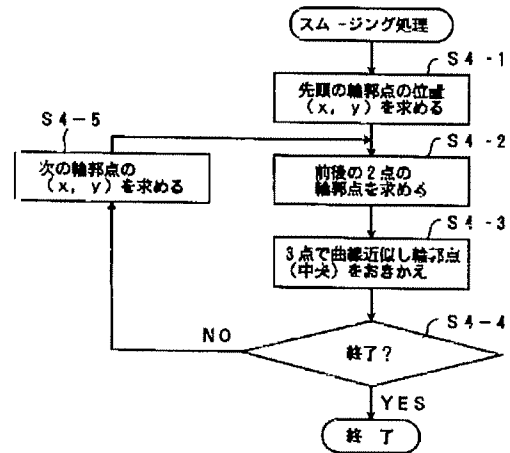 スム-ジング処理
S4-1
先頭の輪郭点の位置
(x, y)を求める
S4-2
前後の2点の
輪郭点を求める
S4-3
3点で曲線近似し輪郭点
(中央)をおきかえ
S4-4
終了?
NO
S4-5
次の輪郭点の
(x, y)を求める
YES
終 了